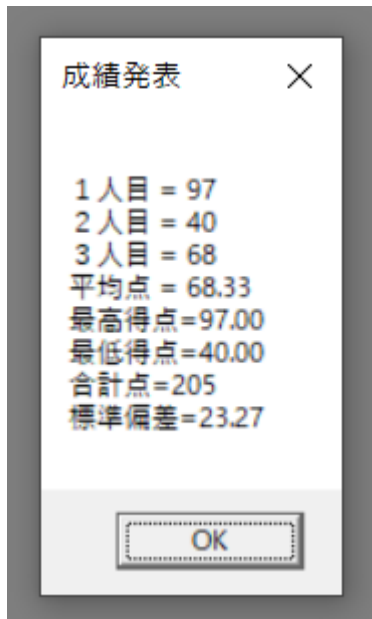 成績発表
1人目 = 97
2人目 = 40
3人目 = 68
平均点 = 68.33
最高得点=97.00
最低得点=40.00
合計点=205
標準偏差=23.27
OK